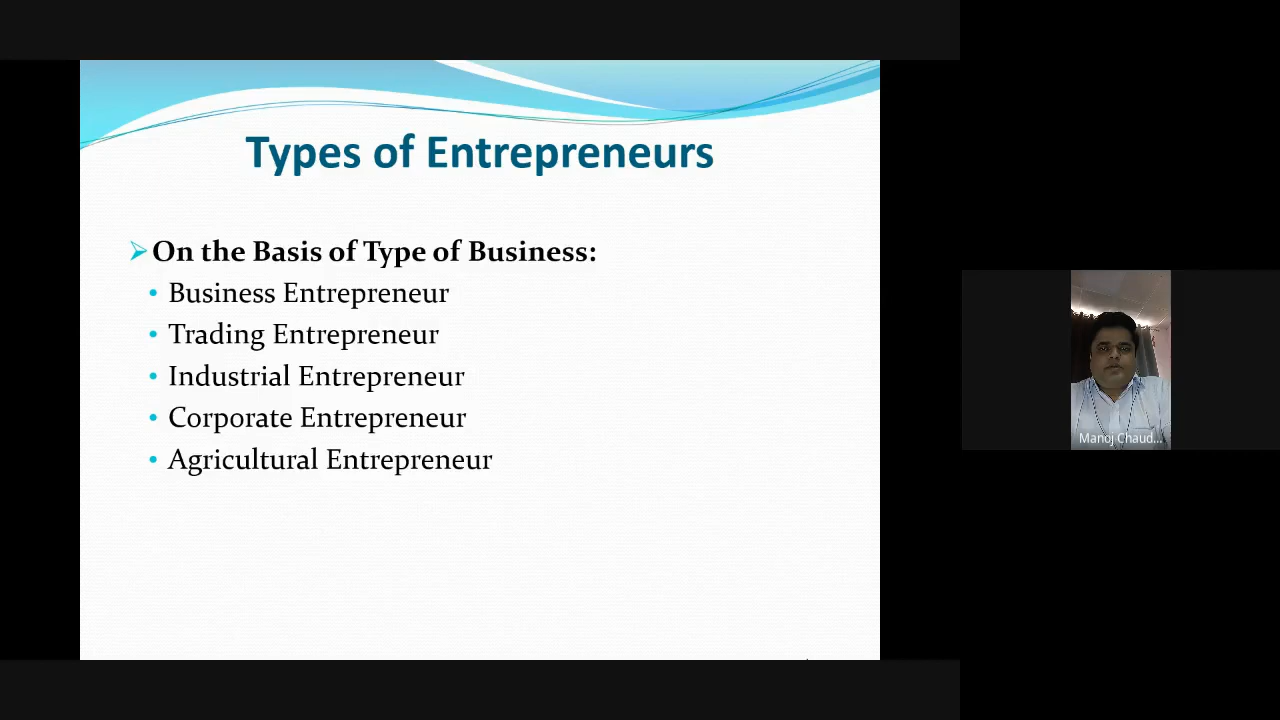 Types of Entrepreneurs
On the Basis of Type of Business:
Business Entrepreneur
Trading Entrepreneur
Industrial Entrepreneur
Corporate Entrepreneur
Agricultural Entrepreneur
Manoj Chaud...